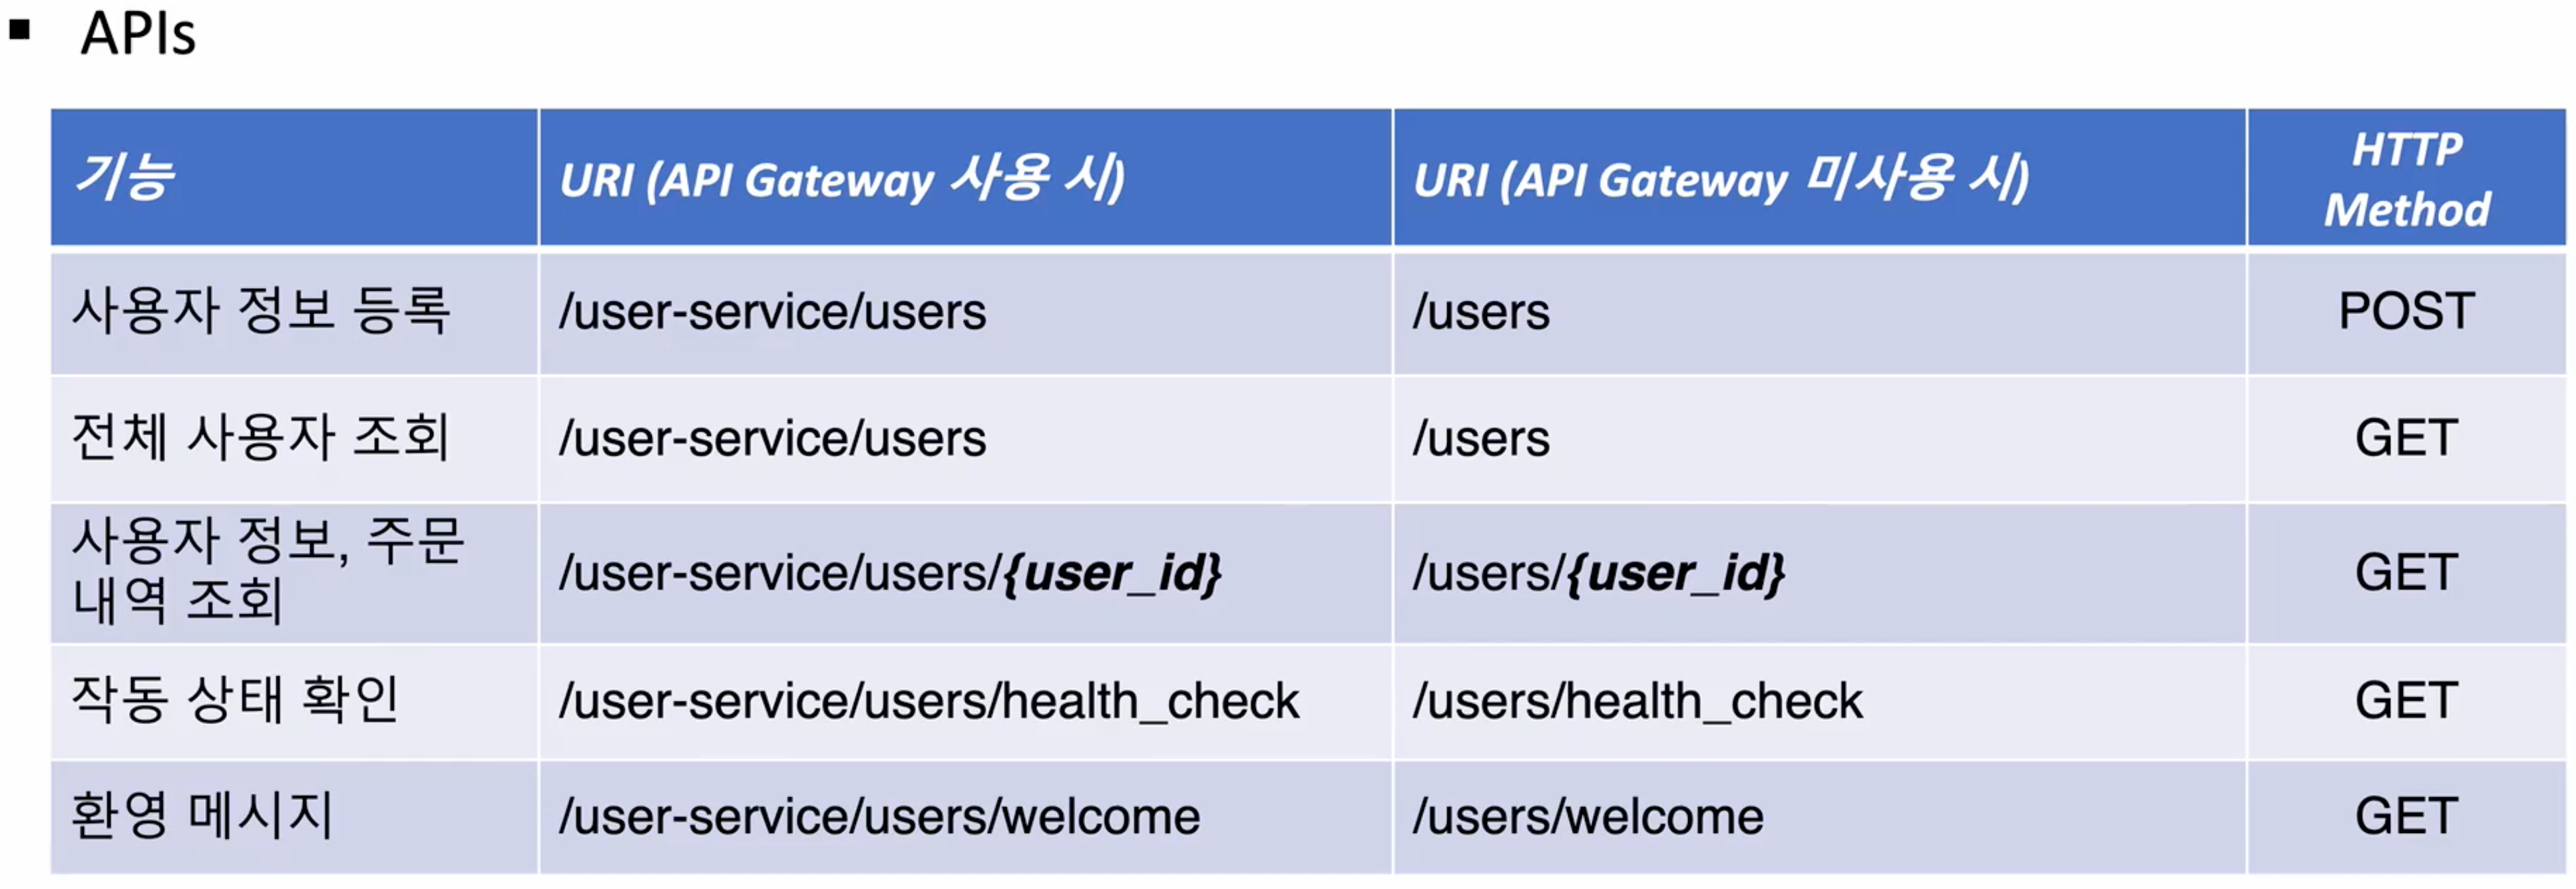 ▪ APIs
기능 URI (API Gateway 사용 시) URI (API Gateway 미사용 시) HTTP Method
사용자 정보 등록 /user-service/users /users POST
전체 사용자 조회 /user-service/users /users GET
사용자 정보, 주문
내역 조회 /user-service/users/{user_id} /users/{user_id} GET
작동 상태 확인 /user-service/users/health_check /users/health_check GET
환영 메시지 /user-service/users/welcome /users/welcome GET